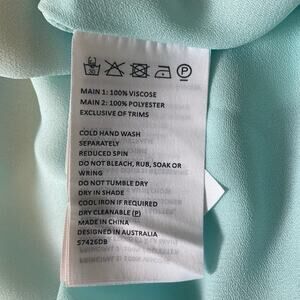 30 P
MAIN 1: 100% VISCOSE
MAIN 2: 100% POLYESTER
EXCLUSIVE OF TRIMS
COLD HAND WASH
SEPARATELY
REDUCED SPIN
DO NOT BLEACH, RUB, SOAK OR
WRING
DO NOT TUMBLE DRY
DRY IN SHADE
COOL IRON IF REQUIRED
DRY CLEANABLE (P)
MADE IN CHINA
DESIGNED IN AUSTRALIA
S7426DB